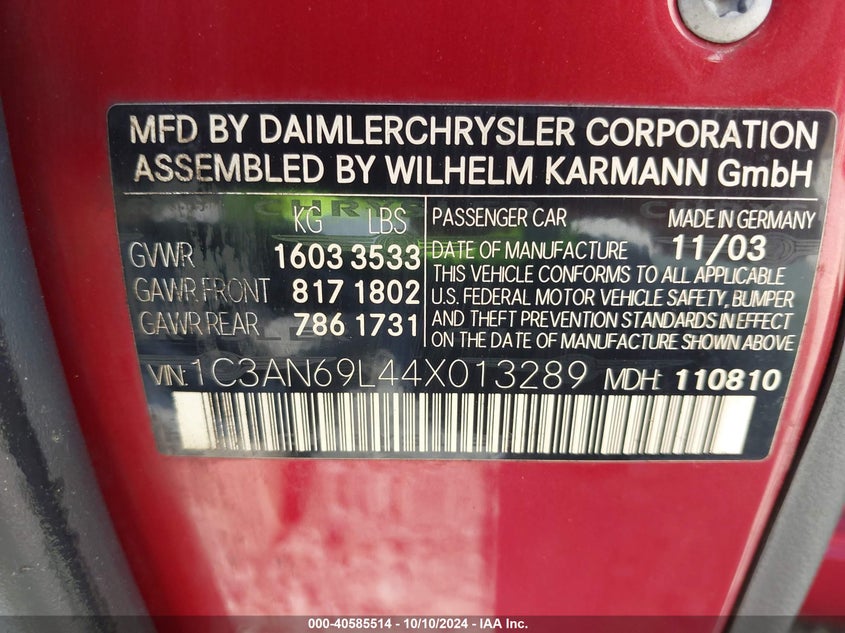 MFD BY DAIMLERCHRYSLER CORPORATION
ASSEMBLED BY WILHELM KARMANN GmbH
CHRYSLER
KG LBS
GVWR 1603 3533
GAWR FRONT 817 1802
GAWR REAR 786 1731
PASSENGER CAR MADE IN GERMANY
DATE OF MANUFACTURE 11/03
THIS VEHICLE CONFORMS TO ALL APPLICABLE
U.S. FEDERAL MOTOR VEHICLE SAFETY, BUMPER
AND THEFT PREVENTION STANDARDS IN EFFECT
ON THE DATE OF MANUFACTURE SHOWN ABOVE.
VIN: 1C3AN69L44X013289 MDH: 110810
000-40585514 - 10/10/2024 - IAA Inc.